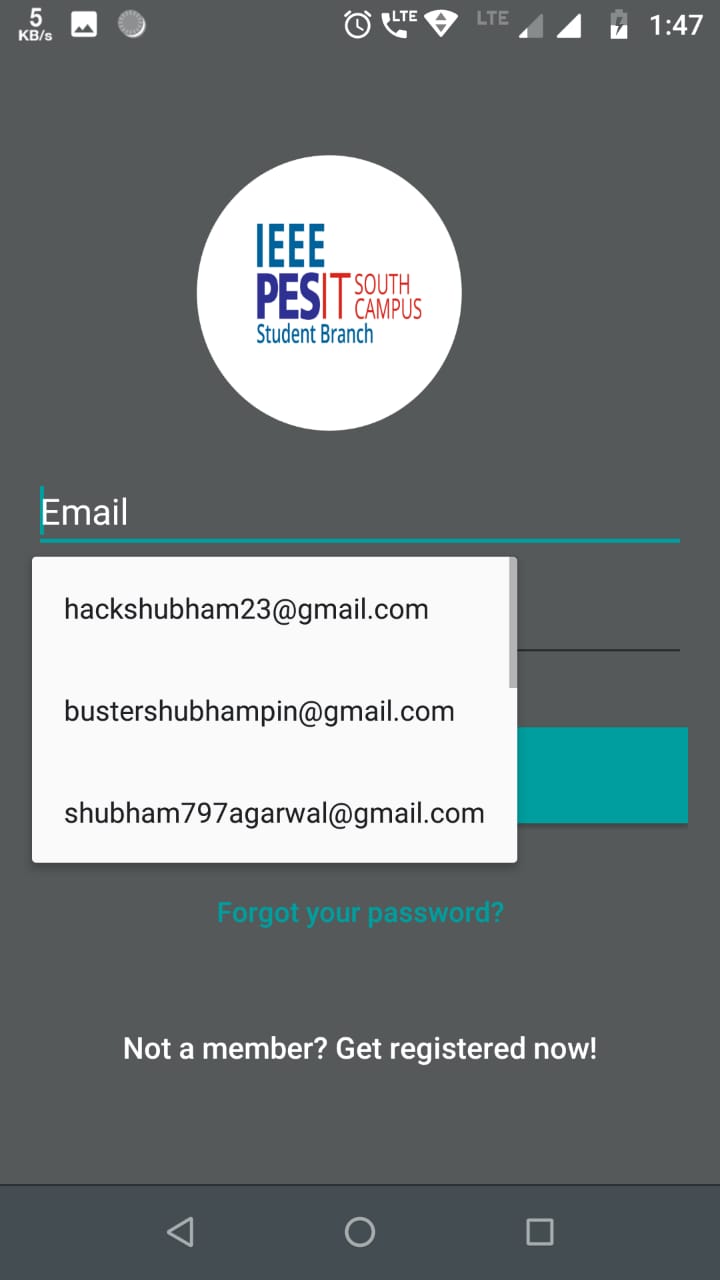 5
KB/s
LTE
LTE
1:47
IEEE
PESIT SOUTH CAMPUS
Student Branch
Email
hackshubham23@gmail.com
bustershubhampin@gmail.com
shubham797agarwal@gmail.com
Forgot your password?
Not a member? Get registered now!